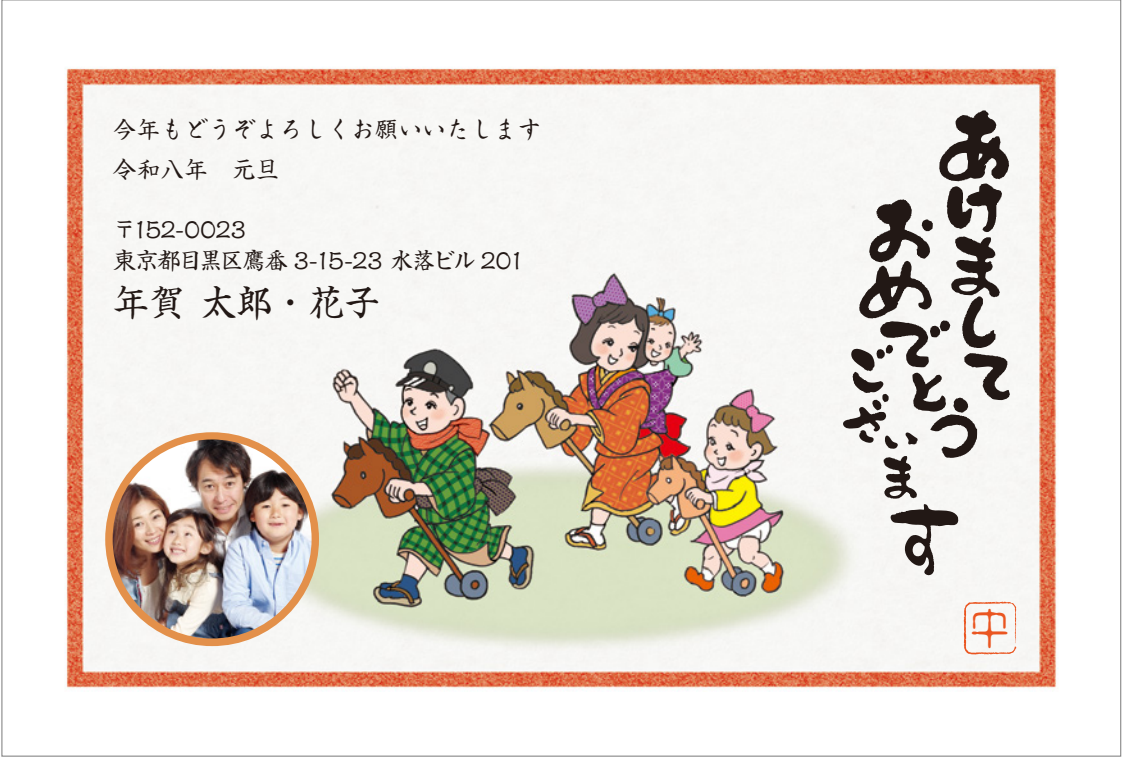 あけまして
おめでとう
ございます
今年もどうぞよろしくお願いいたします
令和八年　元旦
〒152-0023
東京都目黒区鷹番 3-15-23 水落ビル 201
年賀 太郎・花子